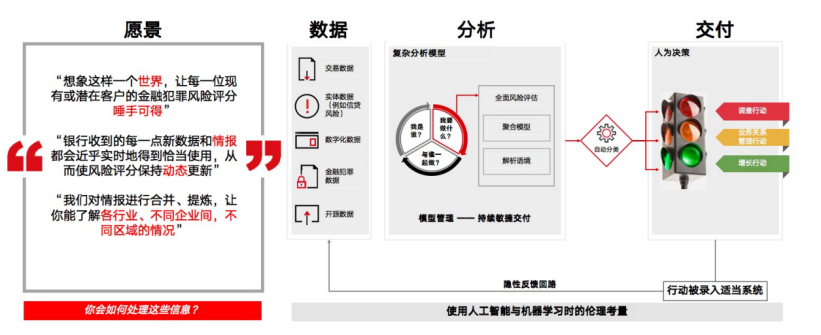 愿景
数据
分析
交付
“想象这样一个世界，让每一位现
有或潜在客户的金融犯罪风险评分
唾手可得”
“银行收到的每一点新数据和情报
都会近乎实时地得到恰当使用，从
而使风险评分保持动态更新”
“我们对情报进行合并、提炼，让
你能了解各行业、不同企业间，不
同区域的情况”
你会如何处理这些信息？
交易数据
实体数据
（例如信贷
风险）
数字化数据
金融犯罪
数据
开源数据
复杂分析模型
我是
谁？
我要
做什
么？
与谁一
起做？
全面风险评估
聚合模型
解析语境
模型管理 —— 持续敏捷交付
自动分类
人为决策
调查行动
业务关系
管理行动
增长行动
隐性反馈回路
行动被录入适当系统
使用人工智能与机器学习时的伦理考量